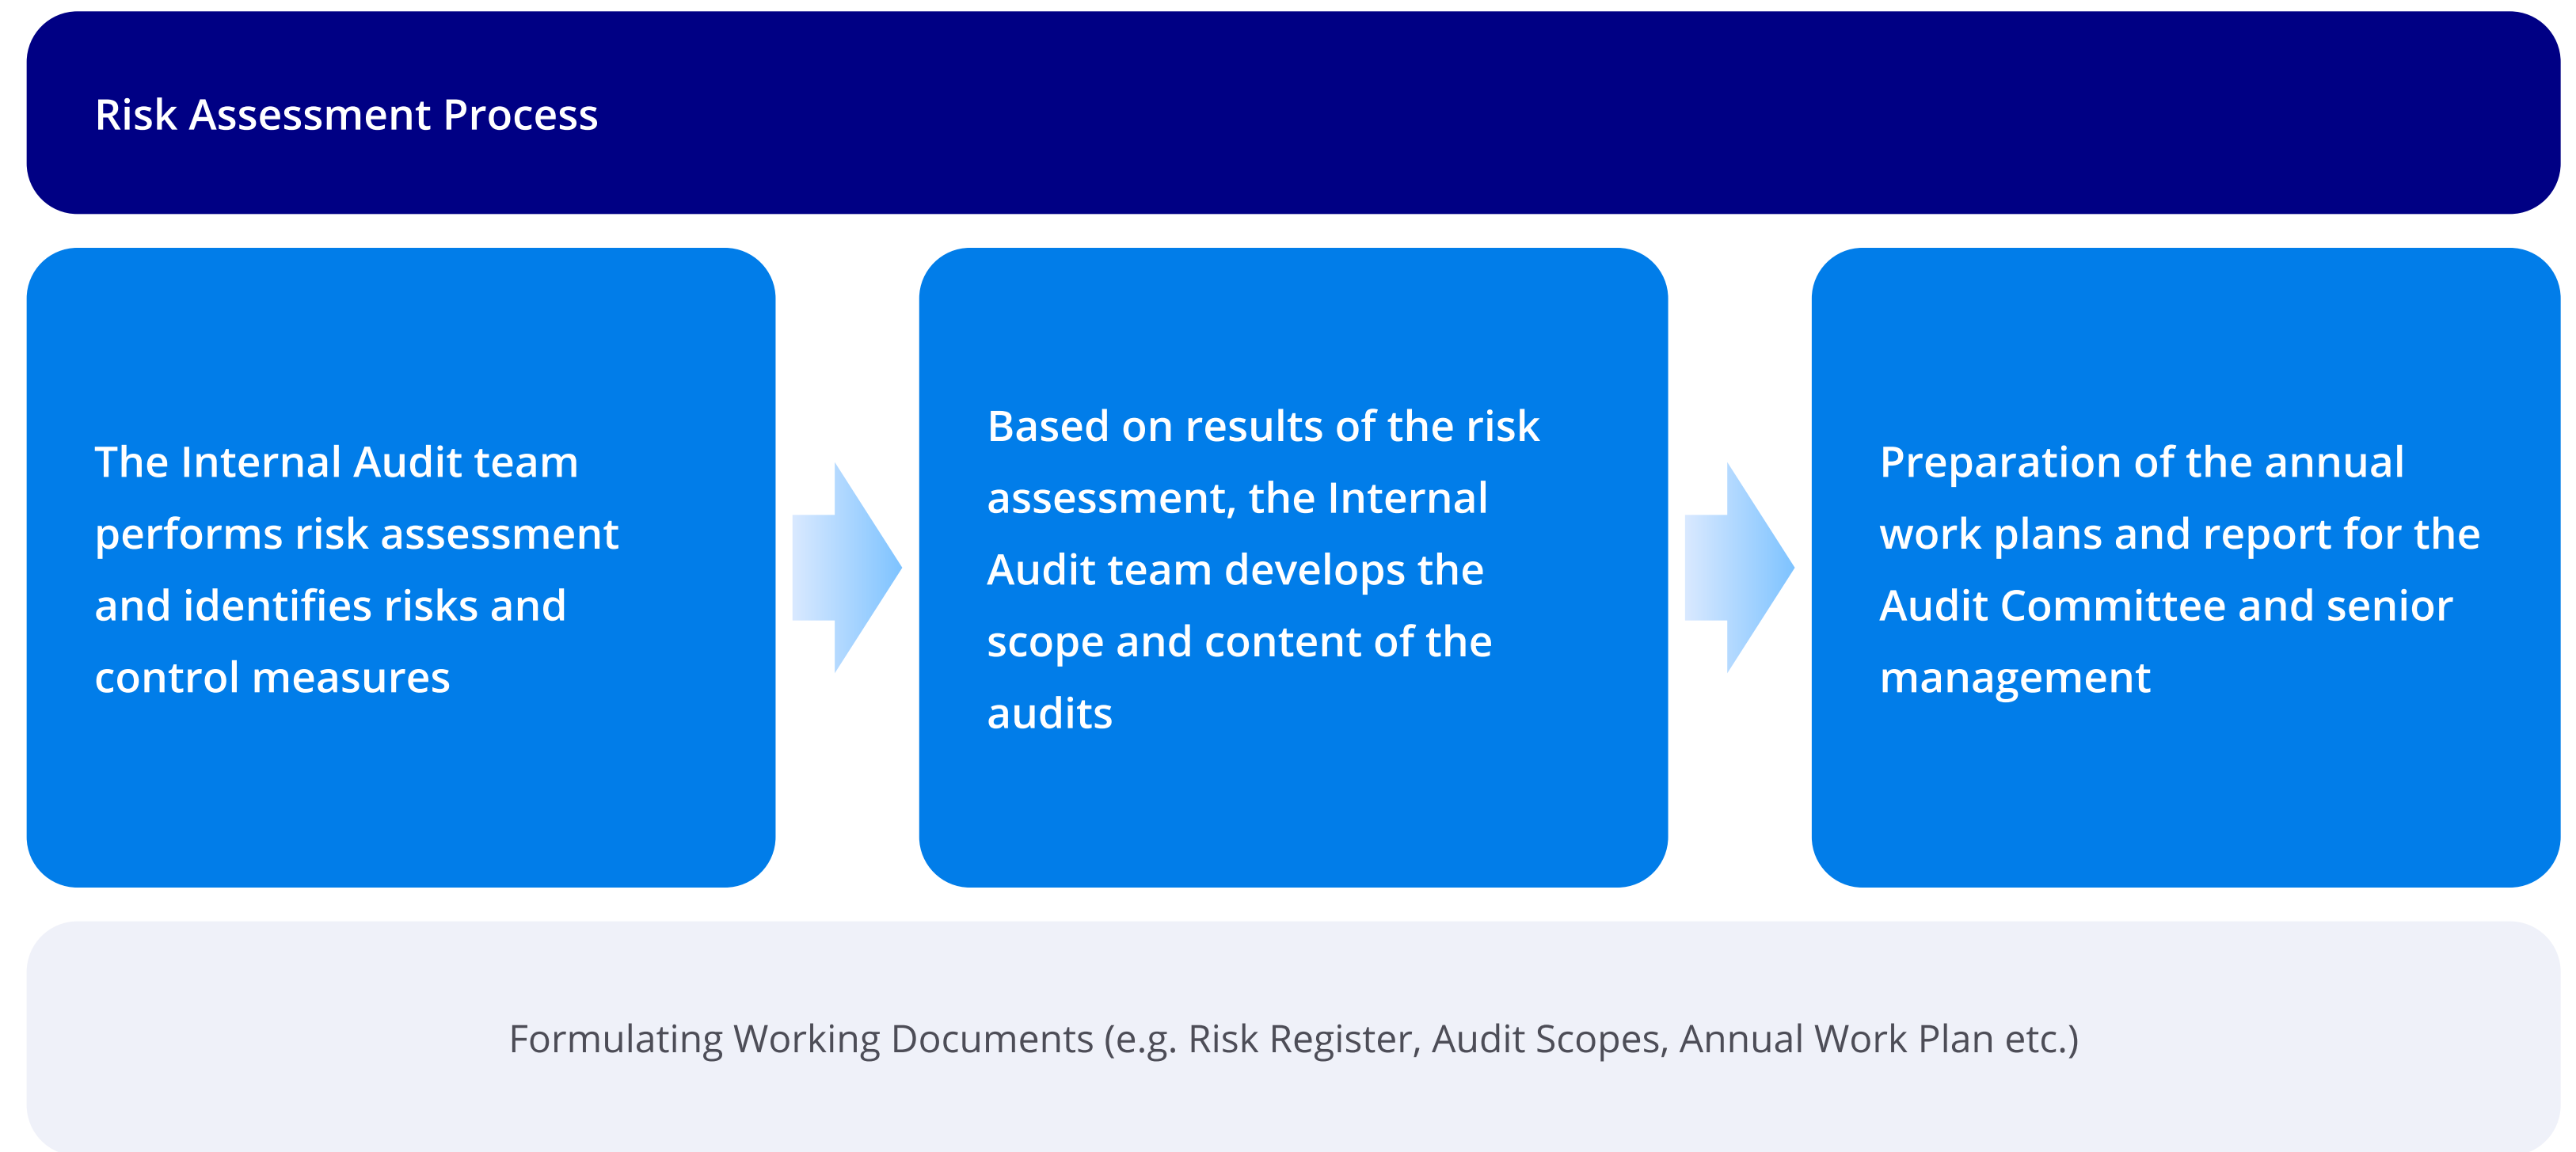 Risk Assessment Process
The Internal Audit team
performs risk assessment
and identifies risks and
control measures
Based on results of the risk
assessment, the Internal
Audit team develops the
scope and content of the
audits
Preparation of the annual
work plans and report for the
Audit Committee and senior
management
Formulating Working Documents (e.g. Risk Register, Audit Scopes, Annual Work Plan etc.)